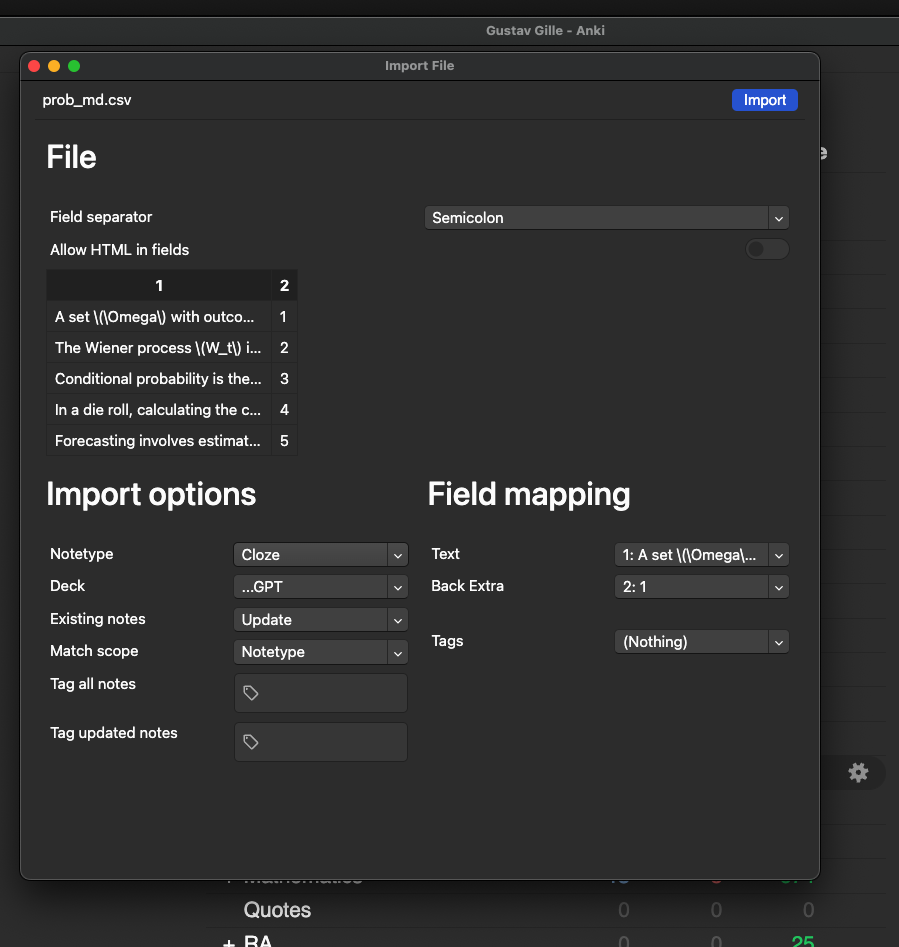 Gustav Gille - Anki
Import File
prob_md.csv
Import
File
Field separator
Semicolon
Allow HTML in fields
1 2
A set \(\Omega\) with outco... 1
The Wiener process \(W_t\) i... 2
Conditional probability is the... 3
In a die roll, calculating the c... 4
Forecasting involves estimat... 5
Import options
Notetype Cloze
Deck ...GPT
Existing notes Update
Match scope Notetype
Tag all notes
Tag updated notes
Field mapping
Text 1: A set \(\Omega\...
Back Extra 2: 1
Tags (Nothing)
Quotes 0 0 0
+ BA 0 0 25